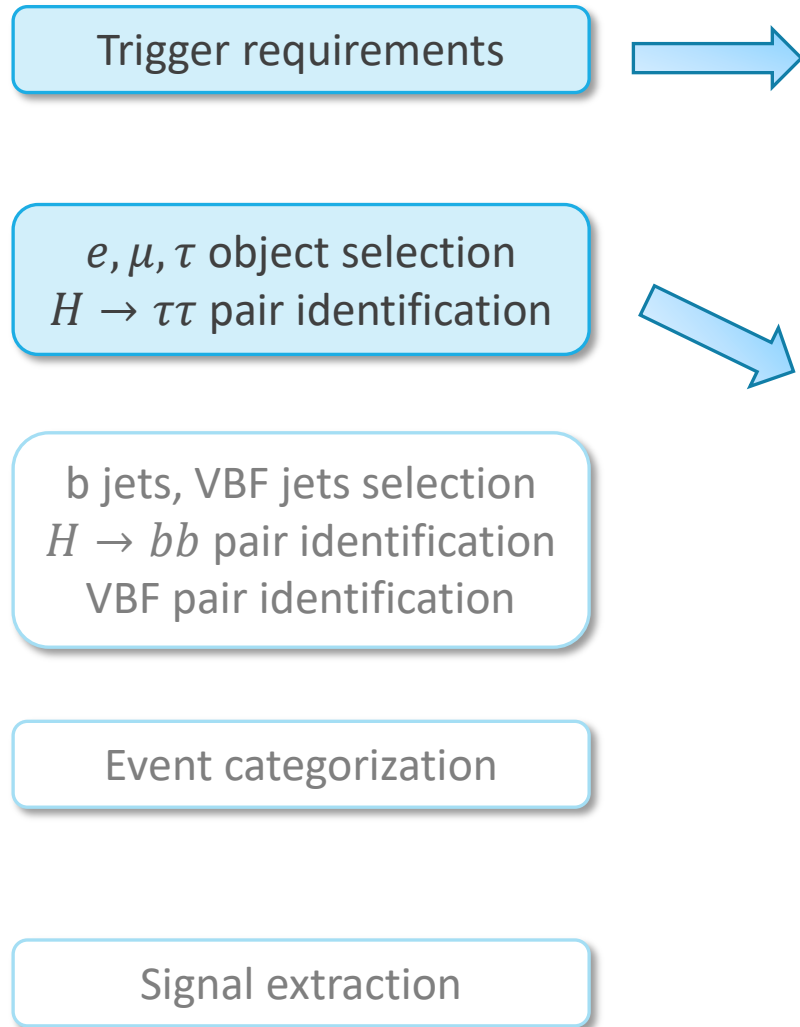 Trigger requirements
e, μ, τ object selection
H → ττ pair identification
b jets, VBF jets selection
H → bb pair identification
VBF pair identification
Event categorization
Signal extraction